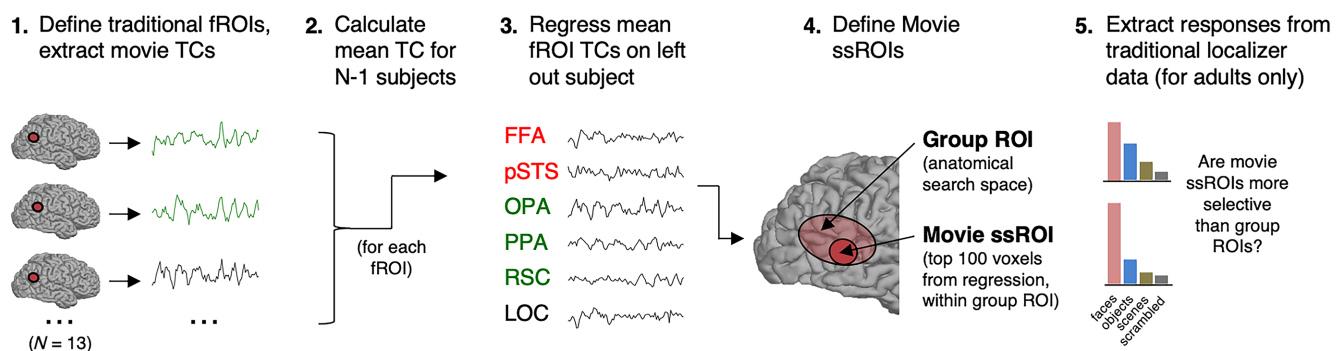 1. Define traditional fROIs,
extract movie TCs
(N = 13)
2. Calculate
mean TC for
N-1 subjects
(for each
fROI)
3. Regress mean
fROI TCs on left
out subject
FFA
pSTS
OPA
PPA
RSC
LOC
4. Define Movie
ssROIs
Group ROI
(anatomical
search space)
Movie ssROI
(top 100 voxels
from regression,
within group ROI)
5. Extract responses from
traditional localizer
data (for adults only)
Are movie
ssROIs more
selective
than group
ROIs?
faces
objects
scenes
scrambled